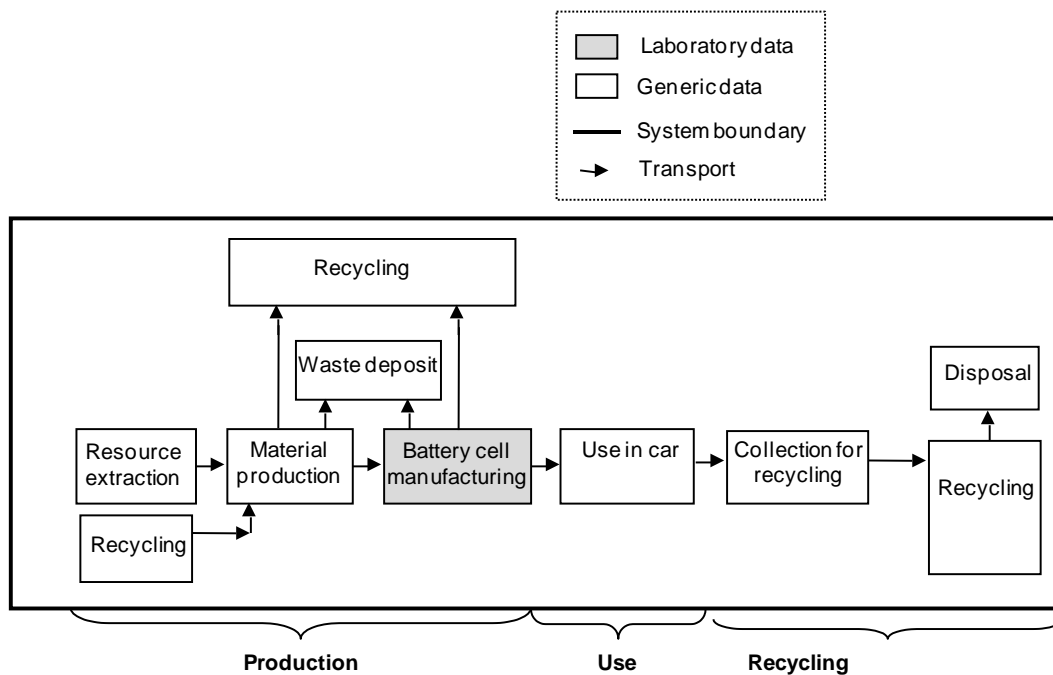 Laboratory data
Generic data
System boundary
Transport
Recycling
Waste deposit
Disposal
Resource
extraction
Material
production
Battery cell
manufacturing
Use in car
Collection for
recycling
Recycling
Recycling
Production
Use
Recycling